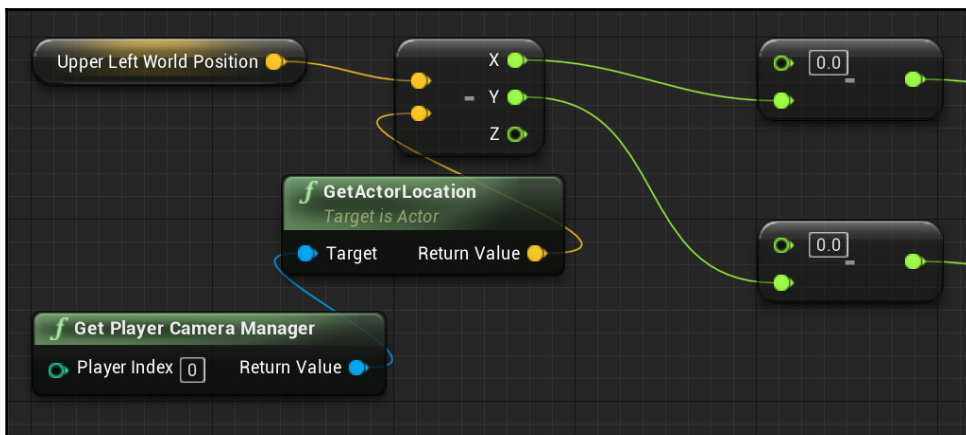 Upper Left World Position
-
X
Y
Z
0.0
-
f GetActorLocation
Target is Actor
Target Return Value
0.0
-
f Get Player Camera Manager
Player Index 0 Return Value